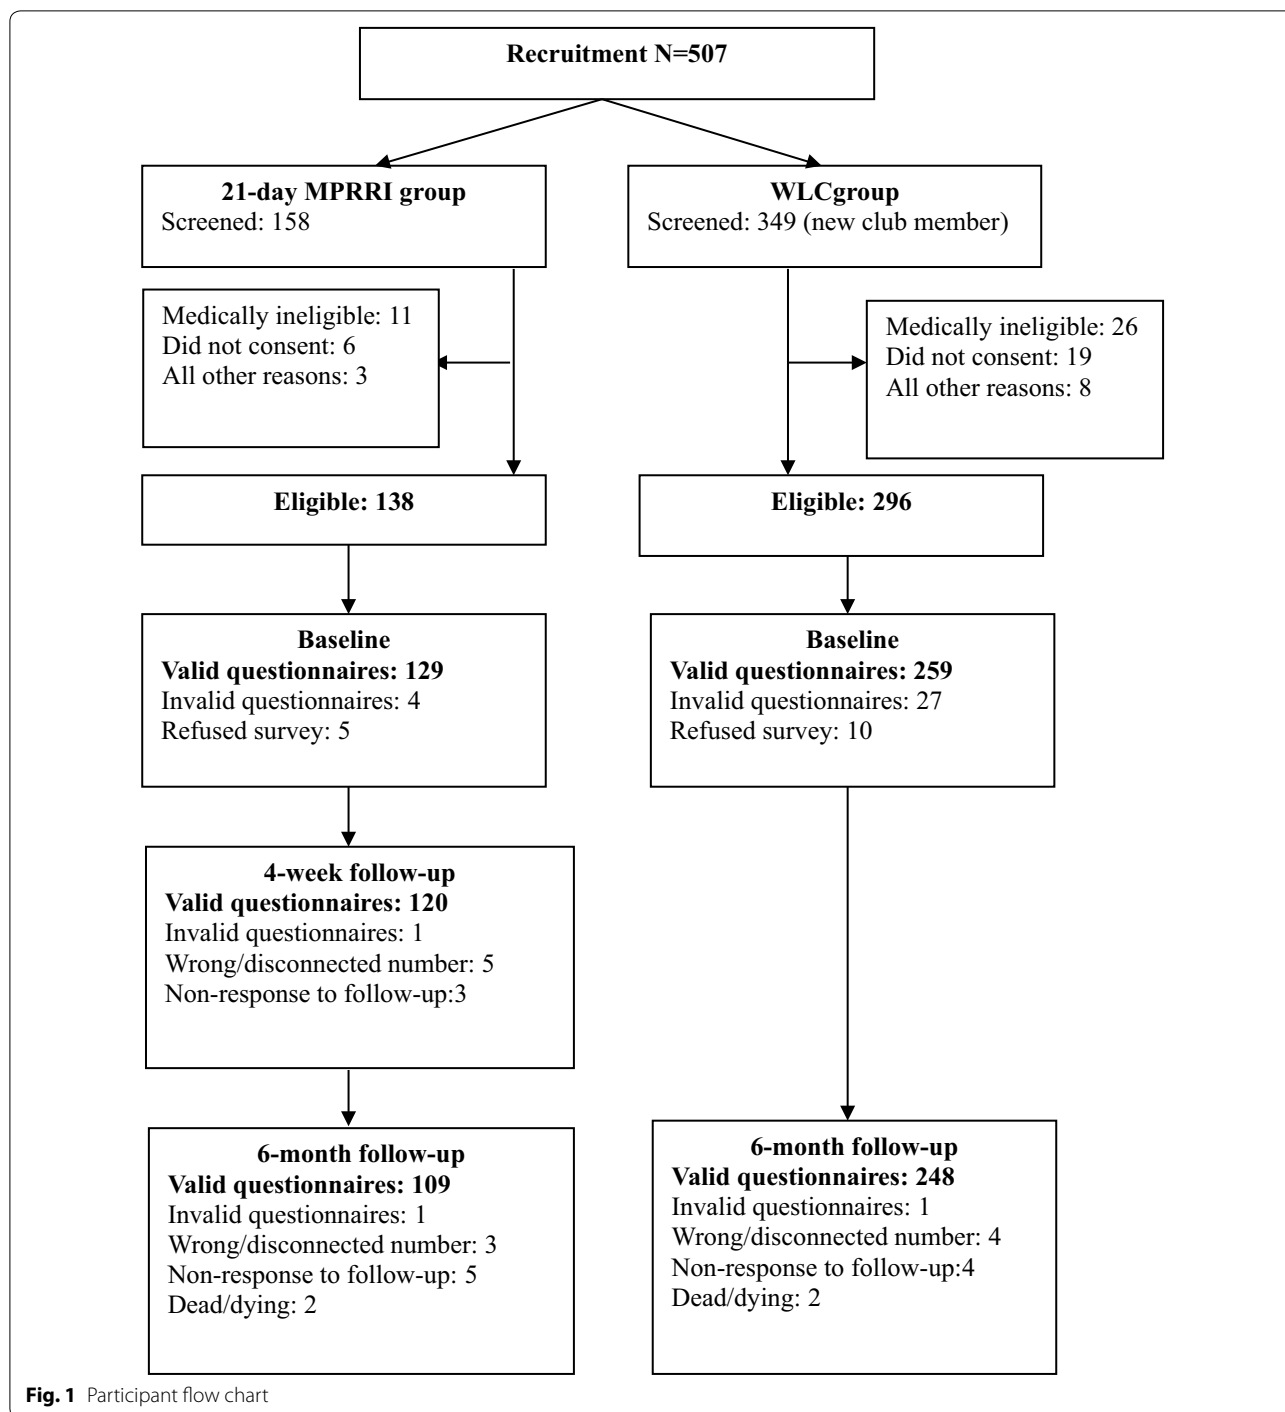 Recruitment N=507
21-day MPRRI group
Screened: 158
WLCgroup
Screened: 349 (new club member)
Medically ineligible: 11
Did not consent: 6
All other reasons: 3
Medically ineligible: 26
Did not consent: 19
All other reasons: 8
Eligible: 138
Eligible: 296
Baseline
Valid questionnaires: 129
Invalid questionnaires: 4
Refused survey: 5
Baseline
Valid questionnaires: 259
Invalid questionnaires: 27
Refused survey: 10
4-week follow-up
Valid questionnaires: 120
Invalid questionnaires: 1
Wrong/disconnected number: 5
Non-response to follow-up:3
6-month follow-up
Valid questionnaires: 109
Invalid questionnaires: 1
Wrong/disconnected number: 3
Non-response to follow-up: 5
Dead/dying: 2
6-month follow-up
Valid questionnaires: 248
Invalid questionnaires: 1
Wrong/disconnected number: 4
Non-response to follow-up:4
Dead/dying: 2
Fig. 1 Participant flow chart